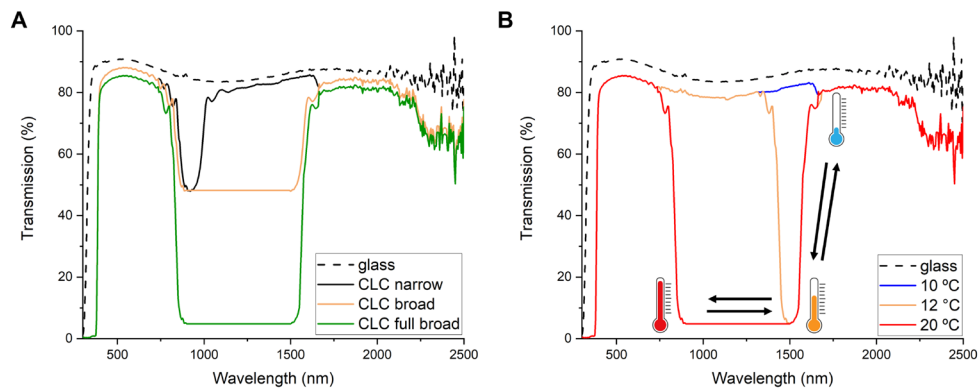 A
B
100
80
60
40
20
0
Transmission (%)
500
1000
1500
2000
2500
Wavelength (nm)
glass
CLC narrow
CLC broad
CLC full broad
100
80
60
40
20
0
Transmission (%)
500
1000
1500
2000
2500
Wavelength (nm)
glass
10 ºC
12 ºC
20 ºC